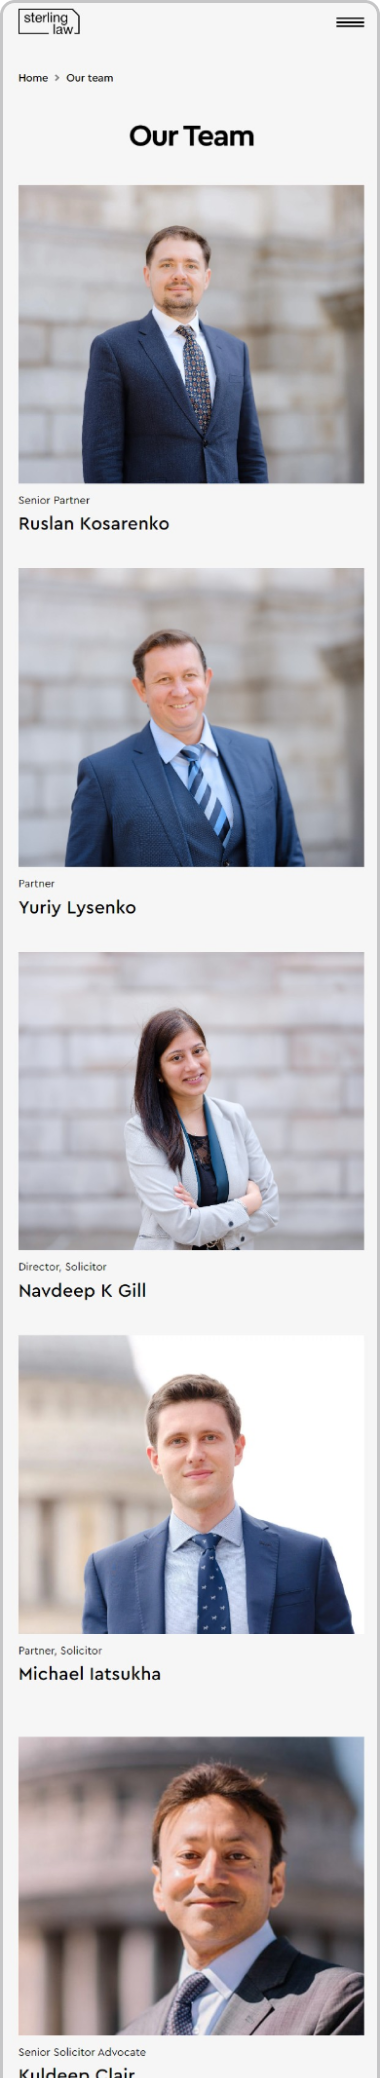 sterling
law
Home > Our team
Our Team
Senior Partner
Ruslan Kosarenko
Partner
Yuriy Lysenko
Director, Solicitor
Navdeep K Gill
Partner, Solicitor
Michael Iatsukha
Senior Solicitor Advocate
Kuldeep Clair